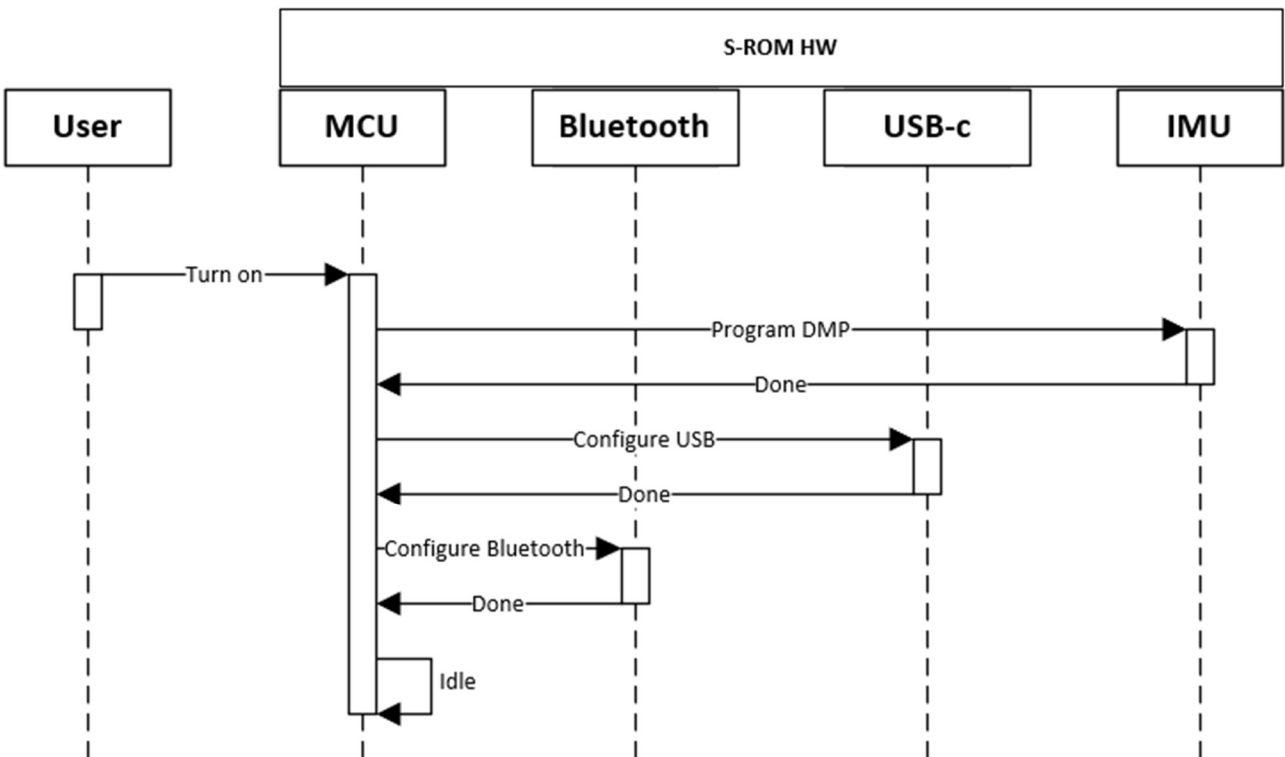 S-ROM HW
User
MCU
Bluetooth
USB-c
IMU
Turn on
Program DMP
Done
Configure USB
Done
Configure Bluetooth
Done
Idle